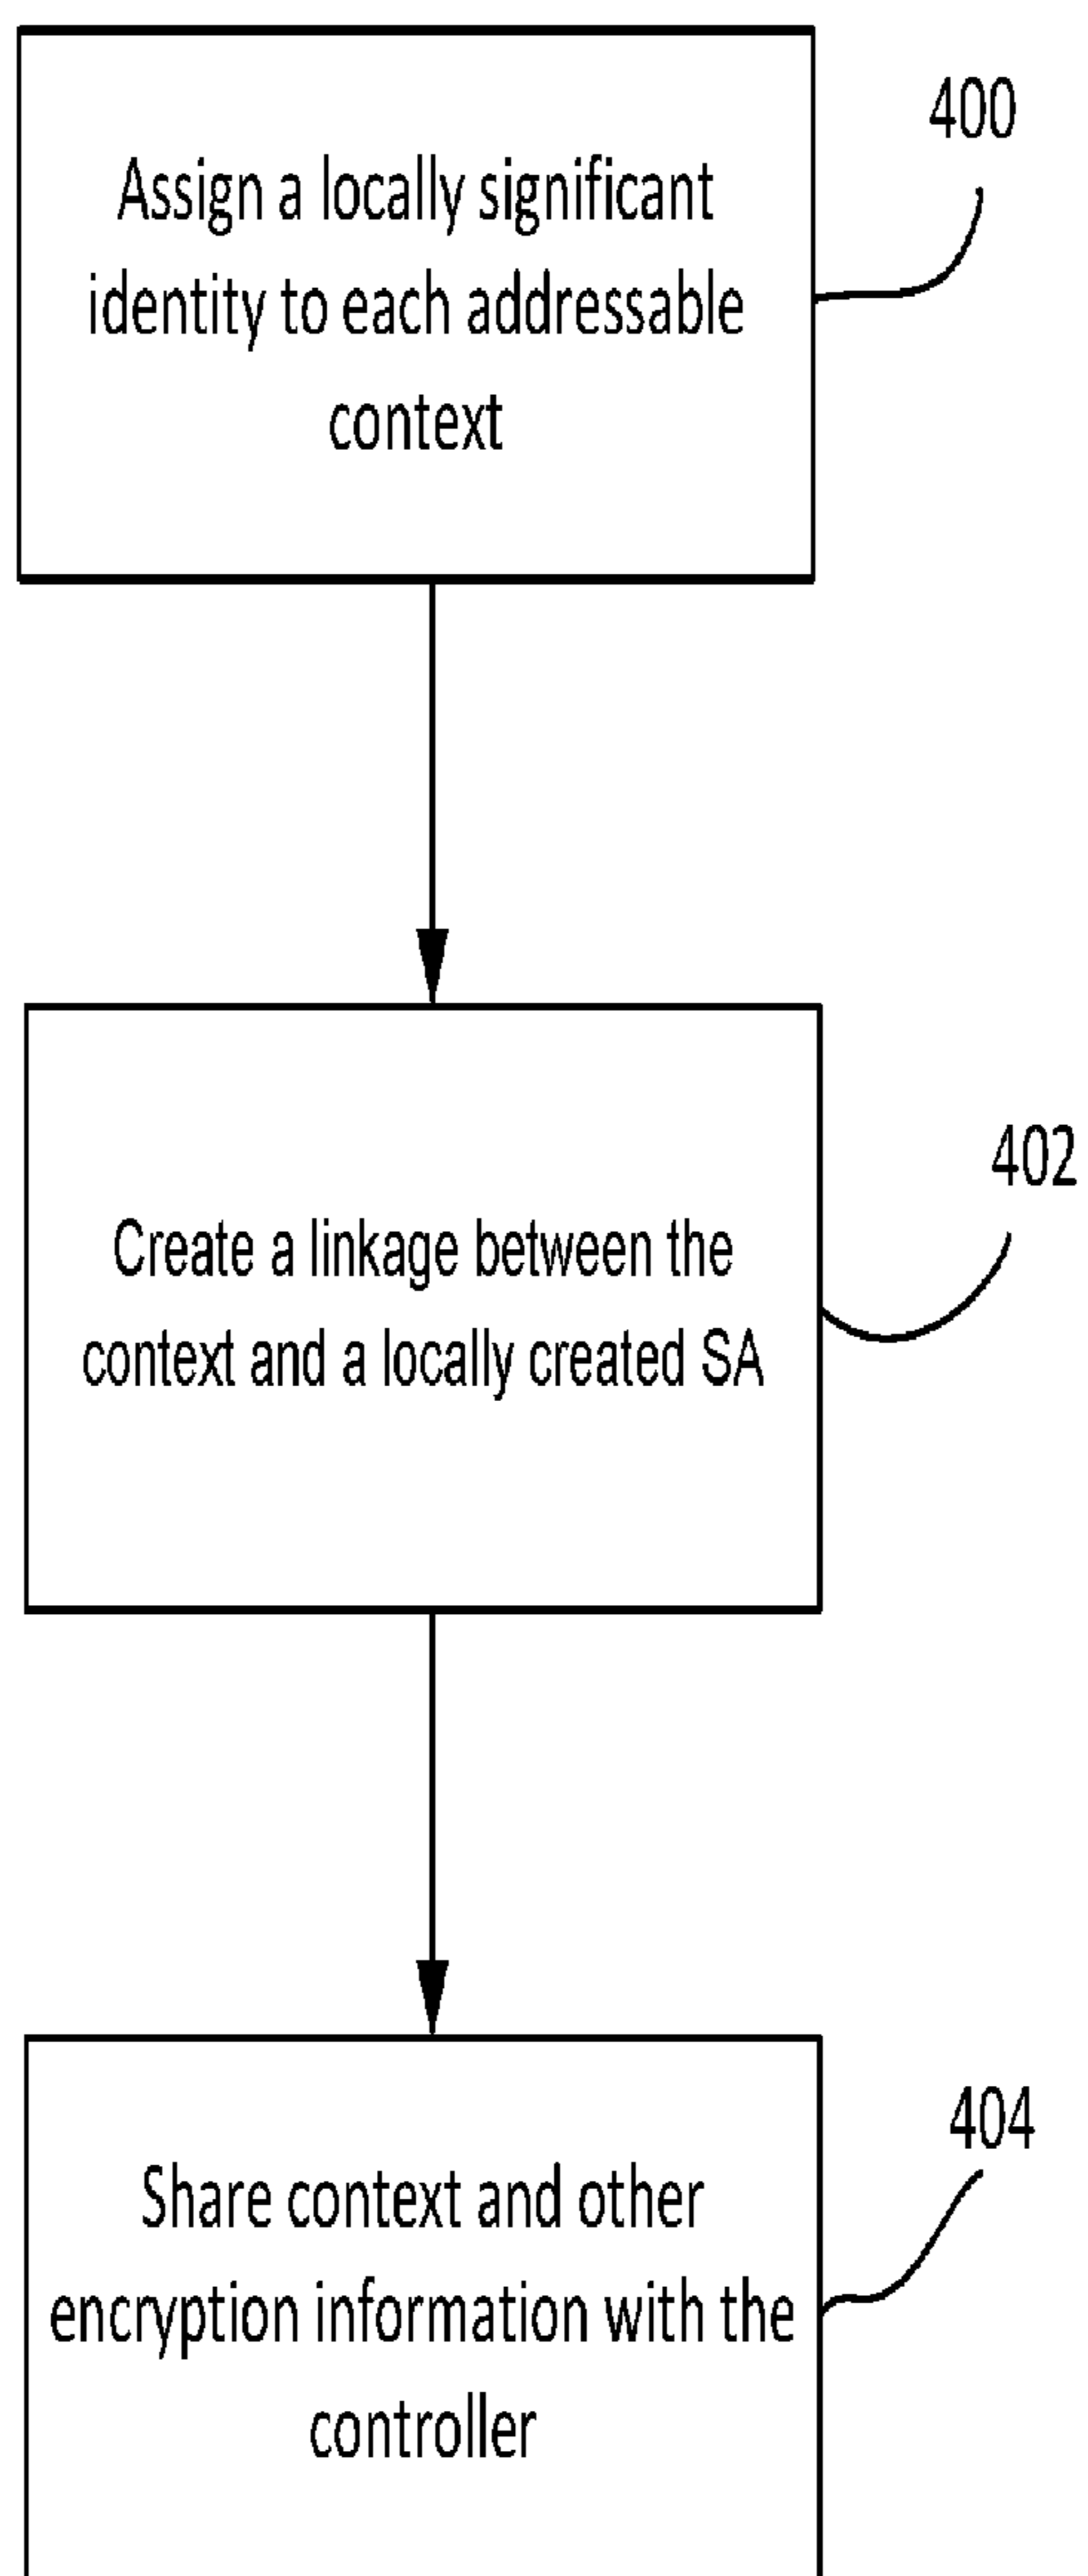 Assign a locally significant
identity to each addressable
context
400
Create a linkage between the
context and a locally created SA
402
Share context and other
encryption information with the
controller
404